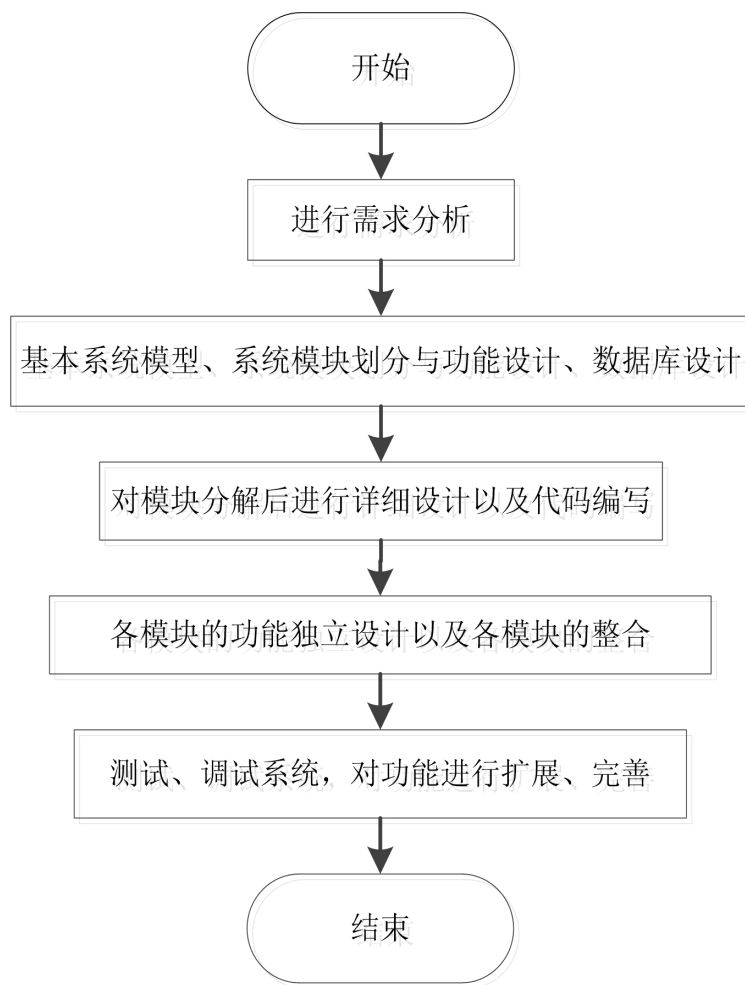 开始
进行需求分析
基本系统模型、系统模块划分与功能设计、数据库设计
对模块分解后进行详细设计以及代码编写
各模块的功能独立设计以及各模块的整合
测试、调试系统，对功能进行扩展、完善
结束